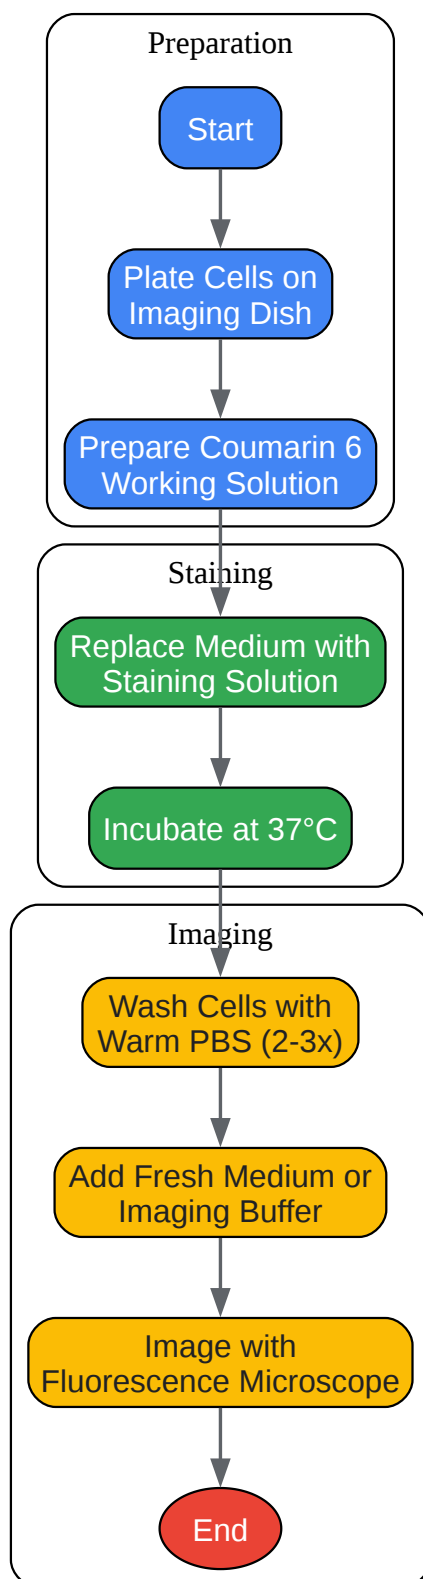 Preparation
Start
Plate Cells on
Imaging Dish
Prepare Coumarin 6
Working Solution
Staining
Replace Medium with
Staining Solution
Incubate at 37°C
Imaging
Wash Cells with
Warm PBS (2-3x)
Add Fresh Medium or
Imaging Buffer
Image with
Fluorescence Microscope
End